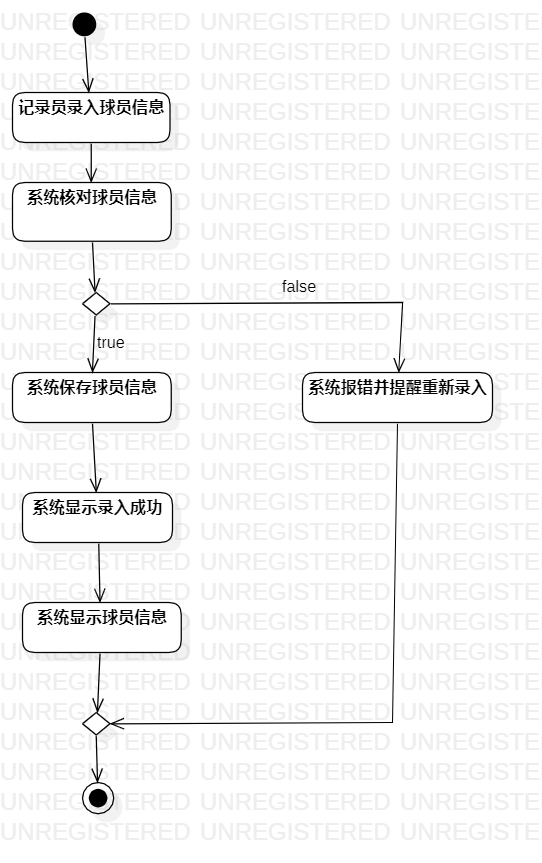 记录员录入球员信息
系统核对球员信息
false
true
系统保存球员信息
系统报错并提醒重新录入
系统显示录入成功
系统显示球员信息
UNREGISTERED